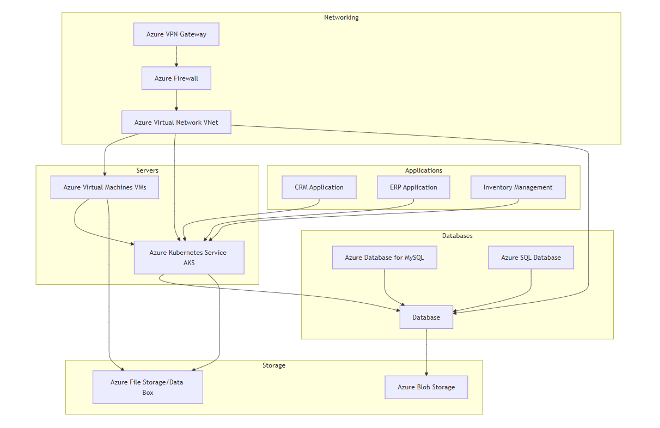 Networking
Azure VPN Gateway
Azure Firewall
Azure Virtual Network VNet
Servers
Applications
Azure Virtual Machines VMs
CRM Application
ERP Application
Inventory Management
Databases
Azure Kubernetes Service
AKS
Azure Database for MySQL
Azure SQL Database
Database
Storage
Azure File Storage/Data
Box
Azure Blob Storage